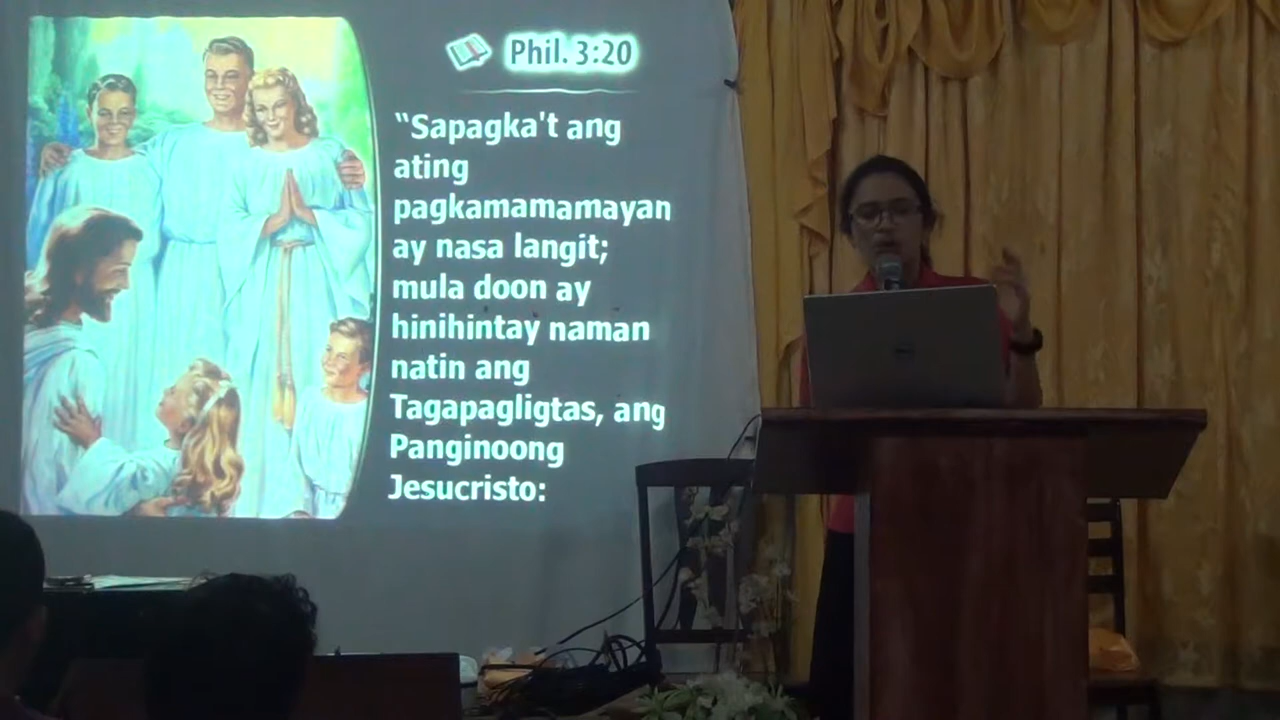 Phil. 3:20
“Sapagka't ang
ating
pagkamamamayan
ay nasa langit;
mula doon ay
hinihintay naman
natin ang
Tagapagligtas, ang
Panginoong
Jesucristo: